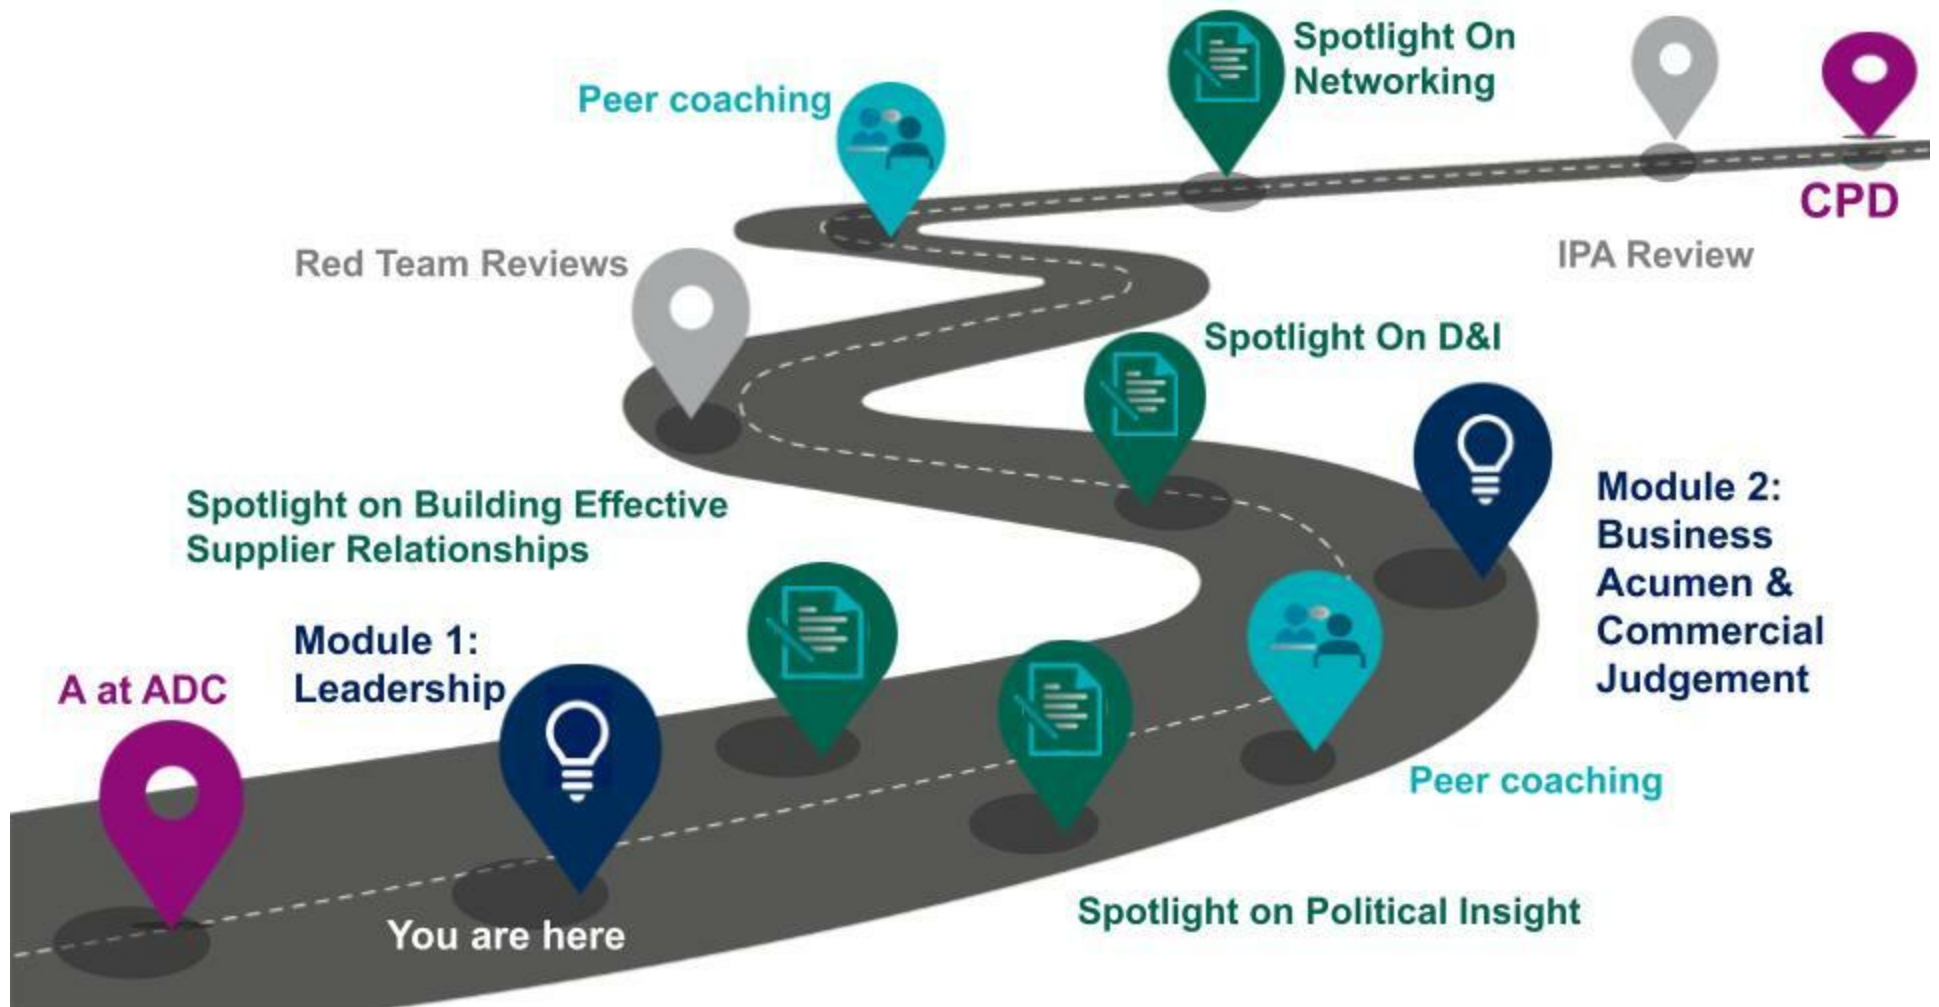 Spotlight On
Networking
Peer coaching
CPD
Red Team Reviews
IPA Review
Spotlight On D&I
Spotlight on Building Effective
Supplier Relationships
Module 2:
Business
Acumen &
Commercial
Judgement
Module 1:
Leadership
A at ADC
Peer coaching
Spotlight on Political Insight
You are here